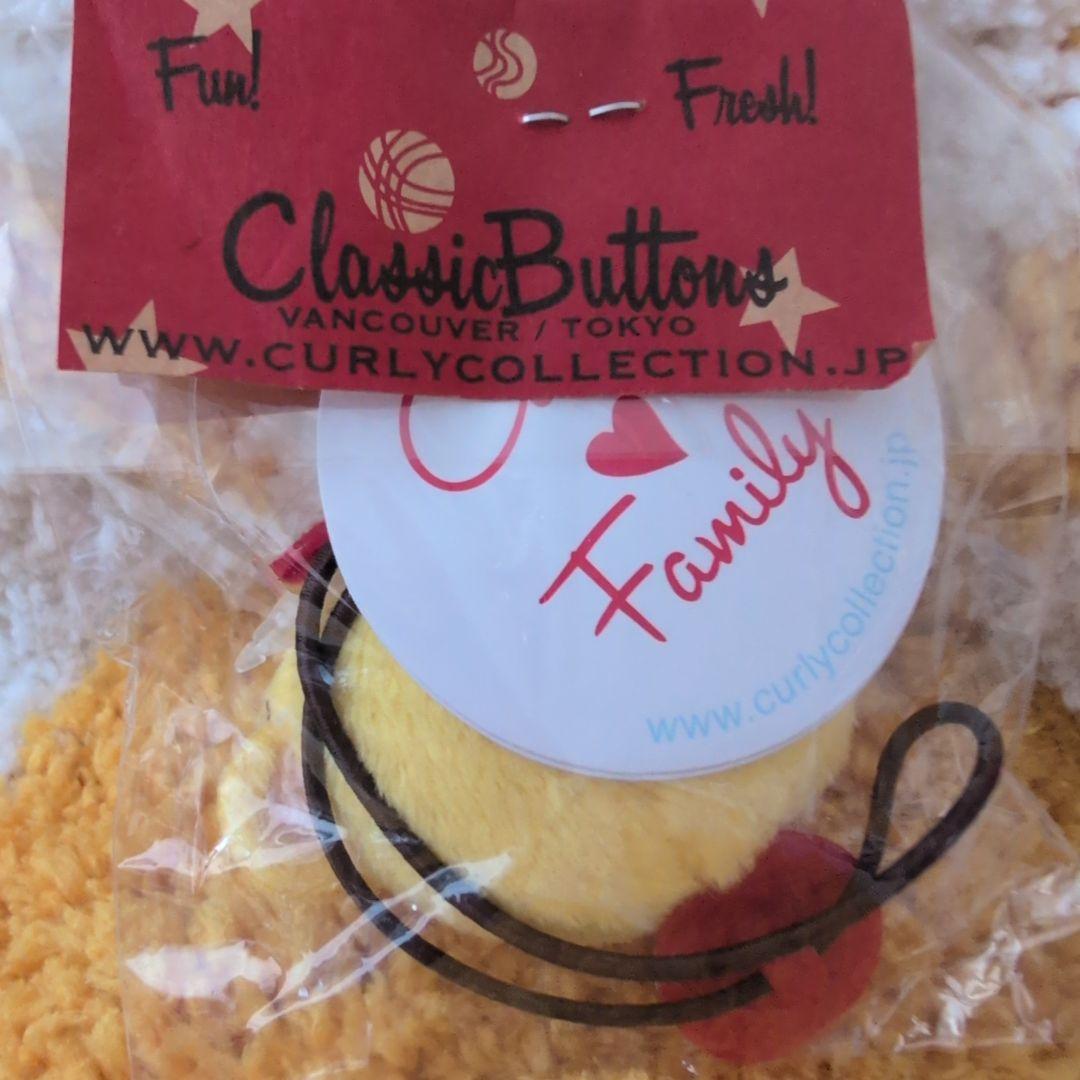 Fun!
Fresh!
ClassicButtons
VANCOUVER / TOKYO
WWW.CURLYCOLLECTION.JP
Family
www.curlycollection.jp